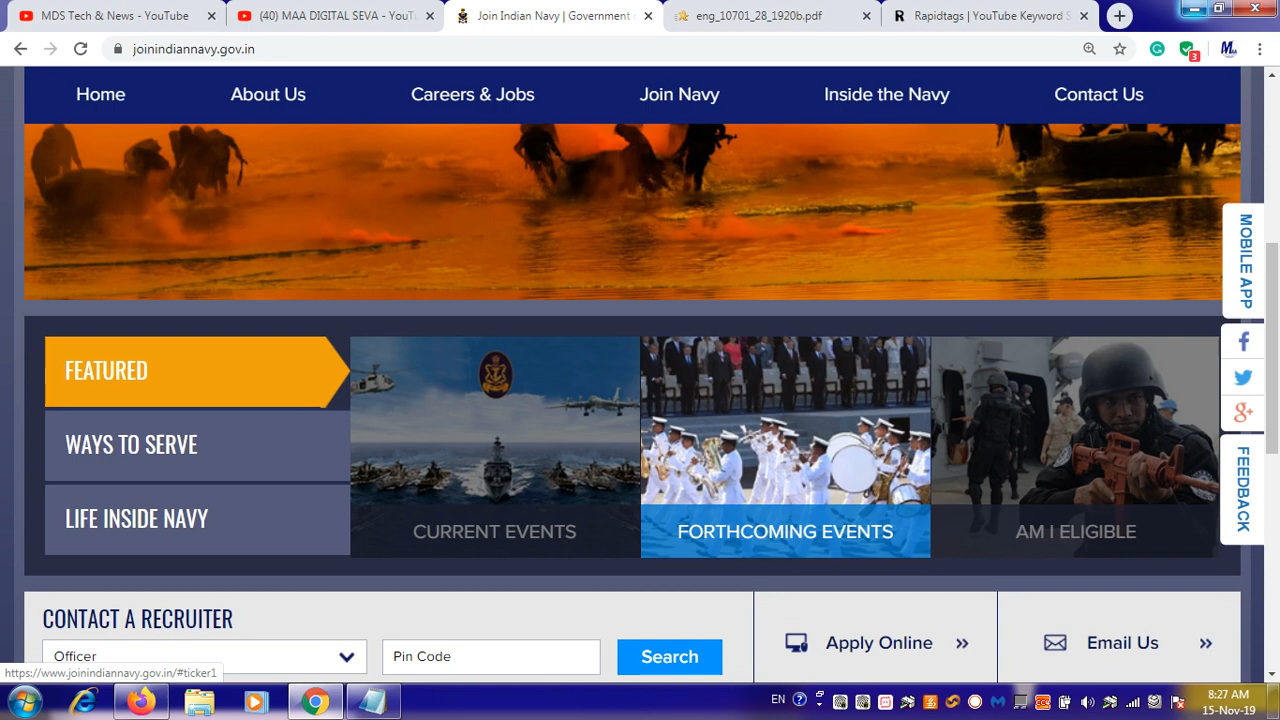 MDS Tech & News - YouTube
(40) MAA DIGITAL SEVA - YouTu
Join Indian Navy | Government
eng_10701_28_1920bk.pdf
Rapidtags | YouTube Keyword S
joinindiannavy.gov.in
3
Home
About Us
Careers & Jobs
Join Navy
Inside the Navy
Contact Us
MOBILE APP
FEATURED
WAYS TO SERVE
LIFE INSIDE NAVY
CURRENT EVENTS
FORTHCOMING EVENTS
AM I ELIGIBLE
FEEDBACK
CONTACT A RECRUITER
Officer
Pin Code
Search
Apply Online
Email Us
https://www.joinindiannavy.gov.in/#ticker1
EN
8:27 AM
15-Nov-19